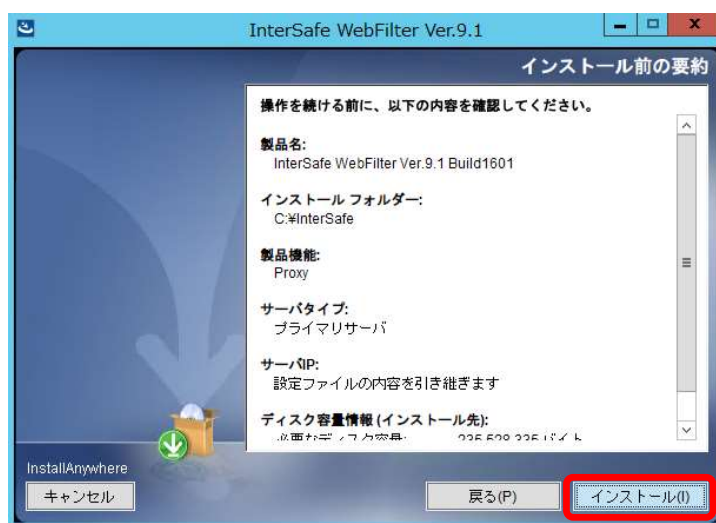 InterSafe WebFilter Ver.9.1
インストール前の要約
操作を続ける前に、以下の内容を確認してください。
製品名:
InterSafe WebFilter Ver.9.1 Build1601
インストール フォルダー:
C:¥InterSafe
製品機能:
Proxy
サーバタイプ:
プライマリサーバ
サーバIP:
設定ファイルの内容を引き継ぎます
ディスク容量情報 (インストール先):
InstallAnywhere
キャンセル
戻る(P)
インストール(I)